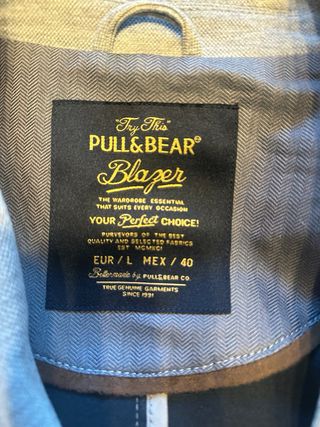 "Try This"
PULL&BEAR®
Blazer
THE WARDROBE ESSENTIAL
THAT SUITS EVERY OCCASION
YOUR Perfect CHOICE!
PURVEYORS OF THE BEST
QUALITY AND SELECTED FABRICS
EST MCMXCI
EUR / L MEX / 40
Bettermade by PULL&BEAR CO.
TRUE GENUINE GARMENTS
SINCE 1991